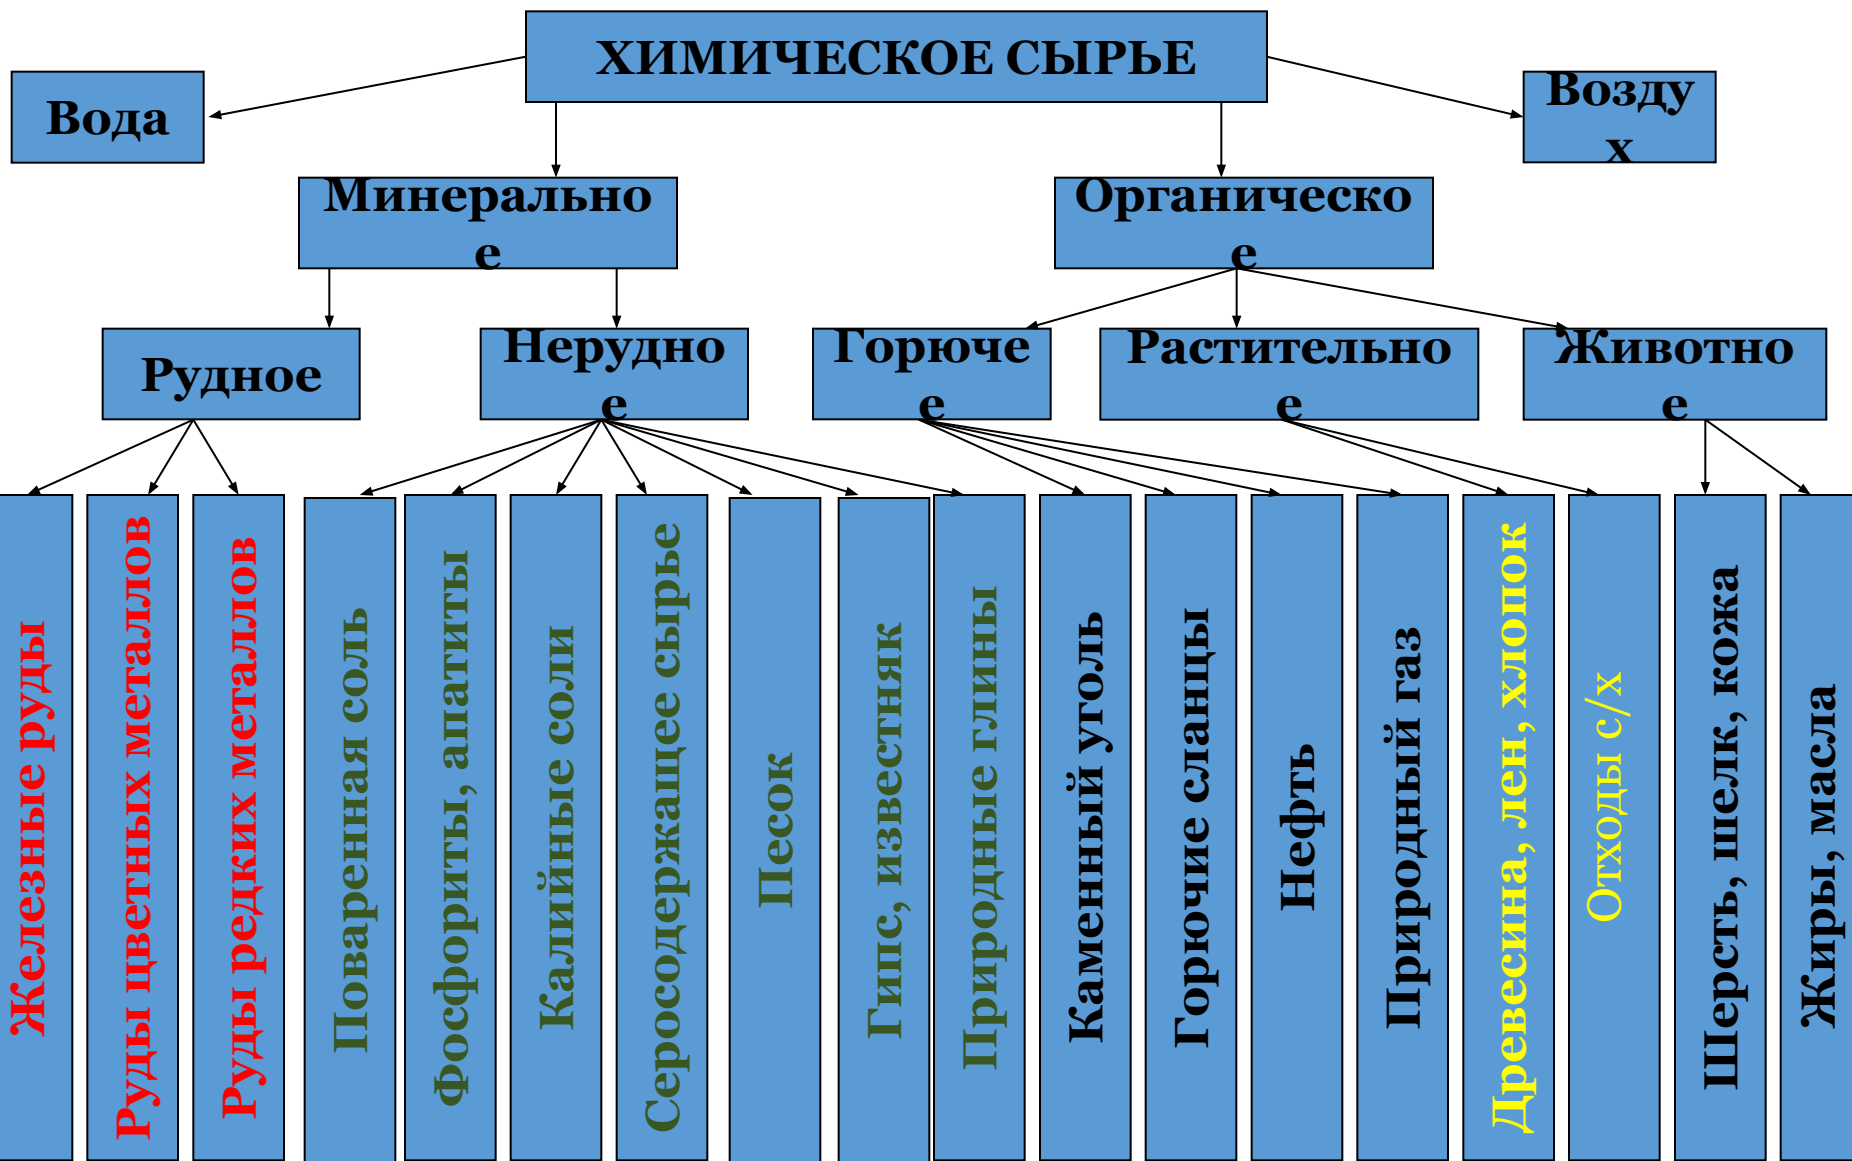 ХИМИЧЕСКОЕ СЫРЬЕ
Вода
Возду
х
Минерально
е
Органическо
е
Рудное
Нерудно
е
Горюче
е
Растительно
е
Животно
е
Железные руды
Руды цветных металлов
Руды редких металлов
Поваренная соль
Фосфориты, апатиты
Калийные соли
Серосодержащее сырье
Песок
Гипс, известняк
Природные глины
Каменный уголь
Горючие сланцы
Нефть
Природный газ
Древесина, лен, хлопок
Отходы с/х
Шерсть, шелк, кожа
Жиры, масла